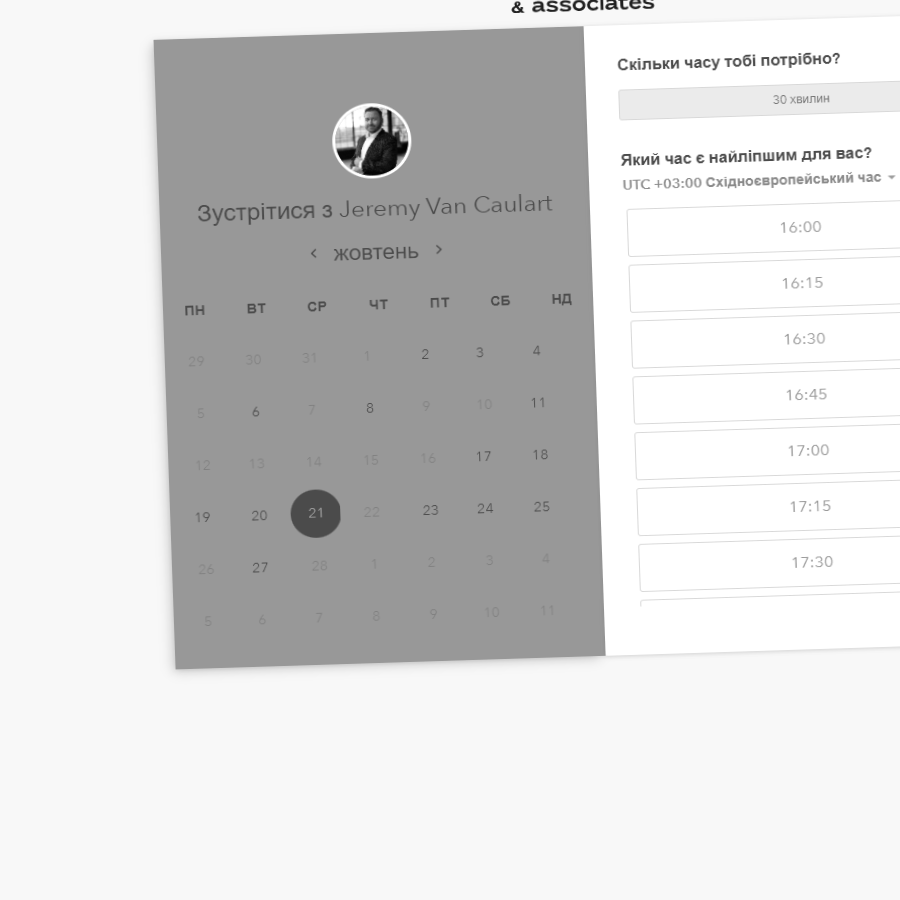 & associates
Зустрітися з Jeremy Van Caulart
жовтень
ПН ВТ СР ЧТ ПТ СБ НД
29 30 31 1 2 3 4
5 6 7 8 9 10 11
12 13 14 15 16 17 18
19 20 21 22 23 24 25
26 27 28 1 2 3 4
5 6 7 8 9 10 11
Скільки часу тобі потрібно?
30 хвилин
Який час є найліпшим для вас?
UTC +03:00 Східноєвропейський час
16:00
16:15
16:30
16:45
17:00
17:15
17:30